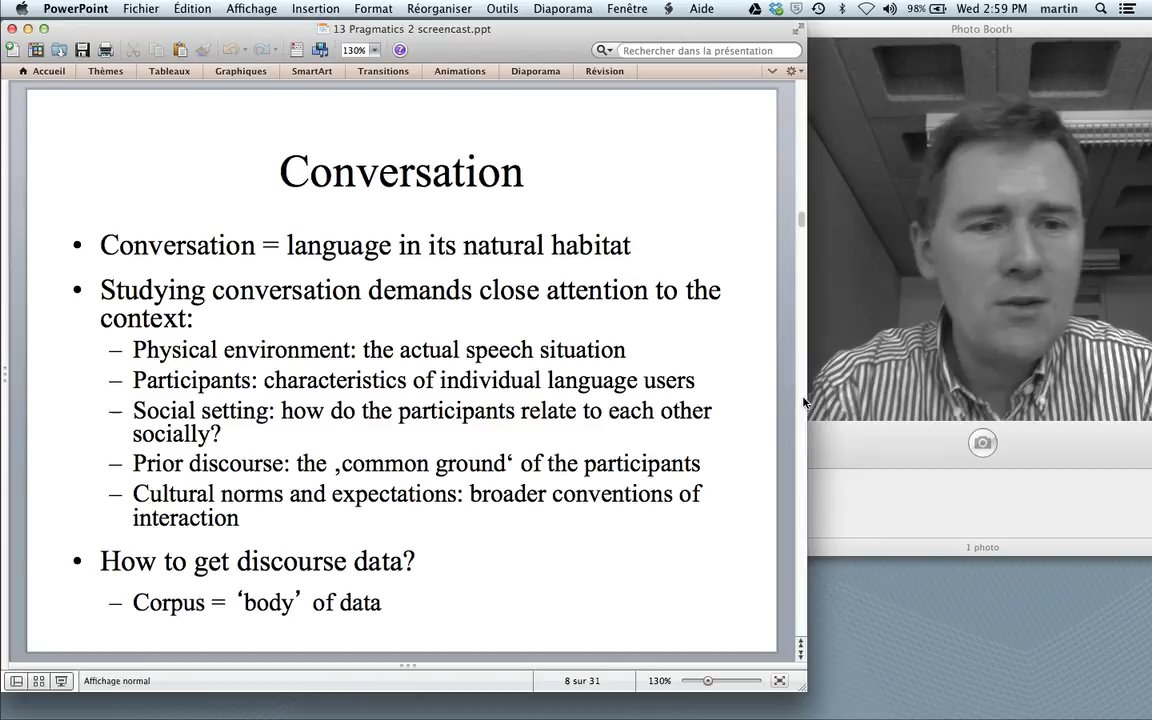 PowerPoint Fichier Édition Affichage Insertion Format Réorganiser Outils Diaporama Fenêtre Aide 98% Wed 2:59 PM martin
13 Pragmatics 2 screencast.ppt
Photo Booth
130% Rechercher dans la présentation
Accueil Thèmes Tableaux Graphiques SmartArt Transitions Animations Diaporama Révision
Conversation
• Conversation = language in its natural habitat
• Studying conversation demands close attention to the
context:
– Physical environment: the actual speech situation
– Participants: characteristics of individual language users
– Social setting: how do the participants relate to each other
socially?
– Prior discourse: the ‚common ground‘ of the participants
– Cultural norms and expectations: broader conventions of
interaction
• How to get discourse data?
– Corpus = ‘body’ of data
1 photo
Affichage normal 8 sur 31 130%